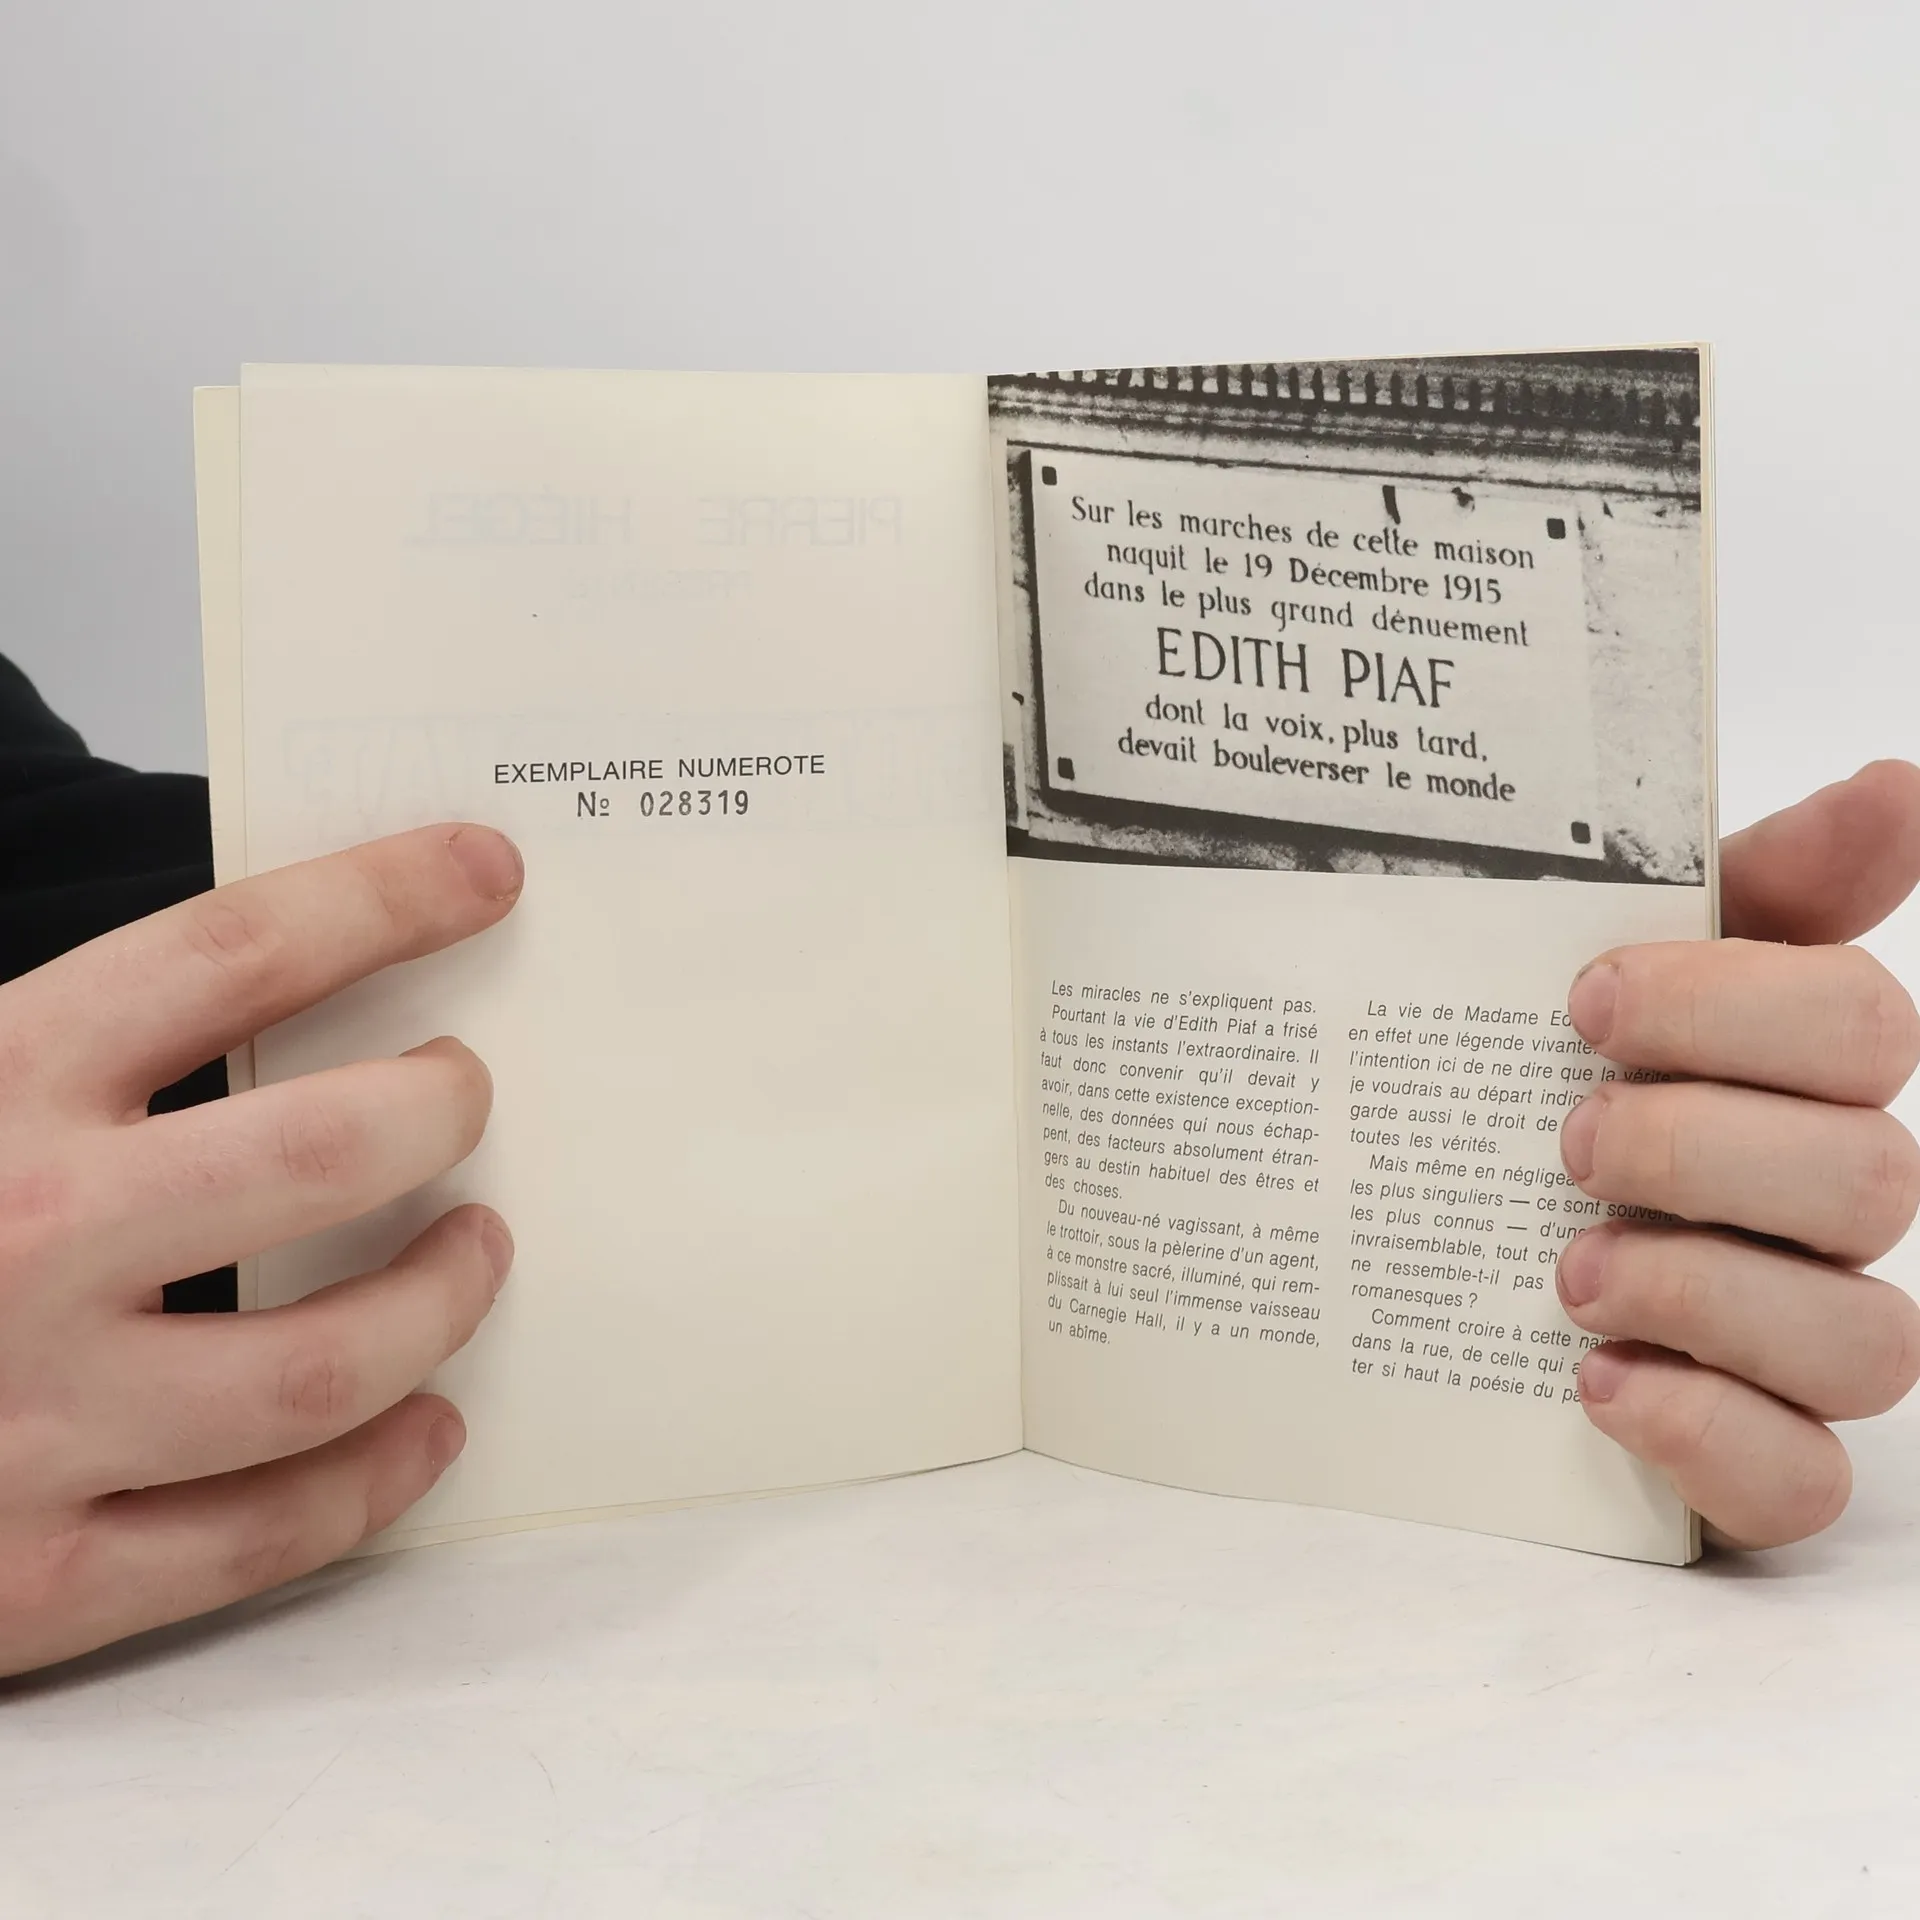 EXEMPLAIRE NUMEROTE
№ 028319
Sur les marches de cette maison
naquit le 19 Décembre 1915
dans le plus grand dénuement
EDITH PIAF
dont la voix, plus tard,
devait bouleverser le monde
Les miracles ne s'expliquent pas.
Pourtant la vie d'Edith Piaf a frisé
à tous les instants l'extraordinaire. Il
faut donc convenir qu'il devait y
avoir, dans cette existence exception-
nelle, des données qui nous échap-
pent, des facteurs absolument étran-
gers au destin habituel des êtres et
des choses.
Du nouveau-né vagissant, à même
le trottoir, sous la pèlerine d'un agent,
à ce monstre sacré, illuminé, qui rem-
plissait à lui seul l'immense vaisseau
du Carnegie Hall, il y a un monde,
un abîme.
La vie de Madame
en effet une légende vivante.
l'intention ici de ne dire que la vérité
je voudrais au départ
garde aussi le droit de
toutes les vérités.
Mais même en
les plus singuliers — ce sont souvent
les plus connus —
invraisemblable, tout
ne ressemble-t-il pas
romanesques ?
Comment croire à cette
dans la rue, de celle qui
ter si haut la poésie du